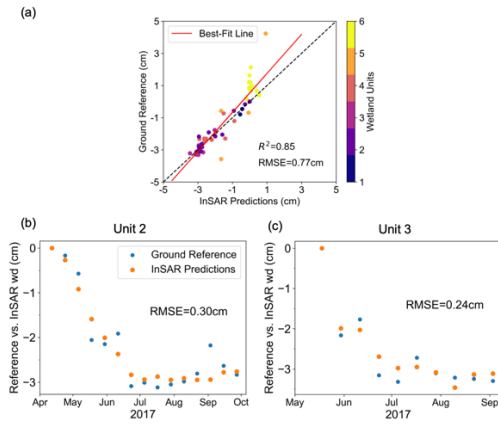 (a)
Best-Fit Line
Ground Reference (cm)
5
3
1
-1
-3
-5
R²=0.85
RMSE=0.77cm
-5 -3 -1 1 3 5
InSAR Predictions (cm)
6
5
4
3
2
1
Wetland Units
(b) Unit 2
Reference vs. InSAR wd (cm)
0
−1
−2
−3
Ground Reference
InSAR Predictions
RMSE=0.30cm
Apr May Jun Jul Aug Sep Oct
2017
(c) Unit 3
Reference vs. InSAR wd (cm)
0
−1
−2
−3
RMSE=0.24cm
May Jun Jul Aug Sep
2017